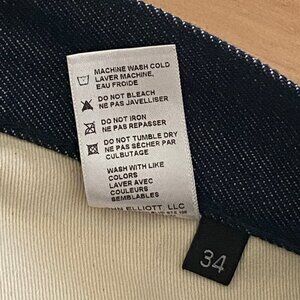 MACHINE WASH COLD
LAVER MACHINE,
EAU FROIDE
DO NOT BLEACH
NE PAS JAVELLISER
DO NOT IRON
NE PAS REPASSER
DO NOT TUMBLE DRY
NE PAS SÉCHER PAR
CULBUTAGE
WASH WITH LIKE
COLORS
LAVER AVEC
COULEURS
SEMBLABLES
ELLIOTT, LLC
34